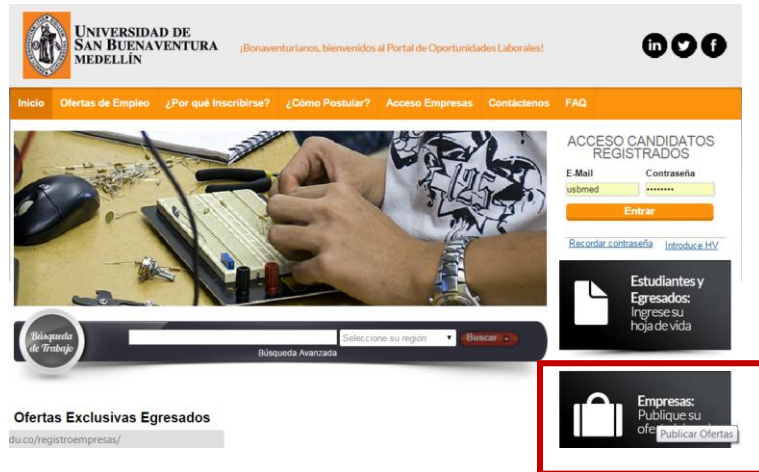 UNIVERSIDAD DE
SAN BUENAVENTURA
MEDELLÍN
¡Bonaventurianos, bienvenidos al Portal de Oportunidades Laborales!
Inicio Ofertas de Empleo ¿Por qué Inscribirse? ¿Cómo Postular? Acceso Empresas Contáctenos FAQ
ACCESO CANDIDATOS
REGISTRADOS
E-Mail Contraseña
usbmed ••••••••
Entrar
Recordar contraseña Introduce HV
Estudiantes y
Egresados:
Ingrese su
hoja de vida
Búsqueda
de Trabajo
Seleccione su región Buscar
Búsqueda Avanzada
Empresas:
Publique su
Publicar Ofertas
Ofertas Exclusivas Egresados
du.co/registroempresas/